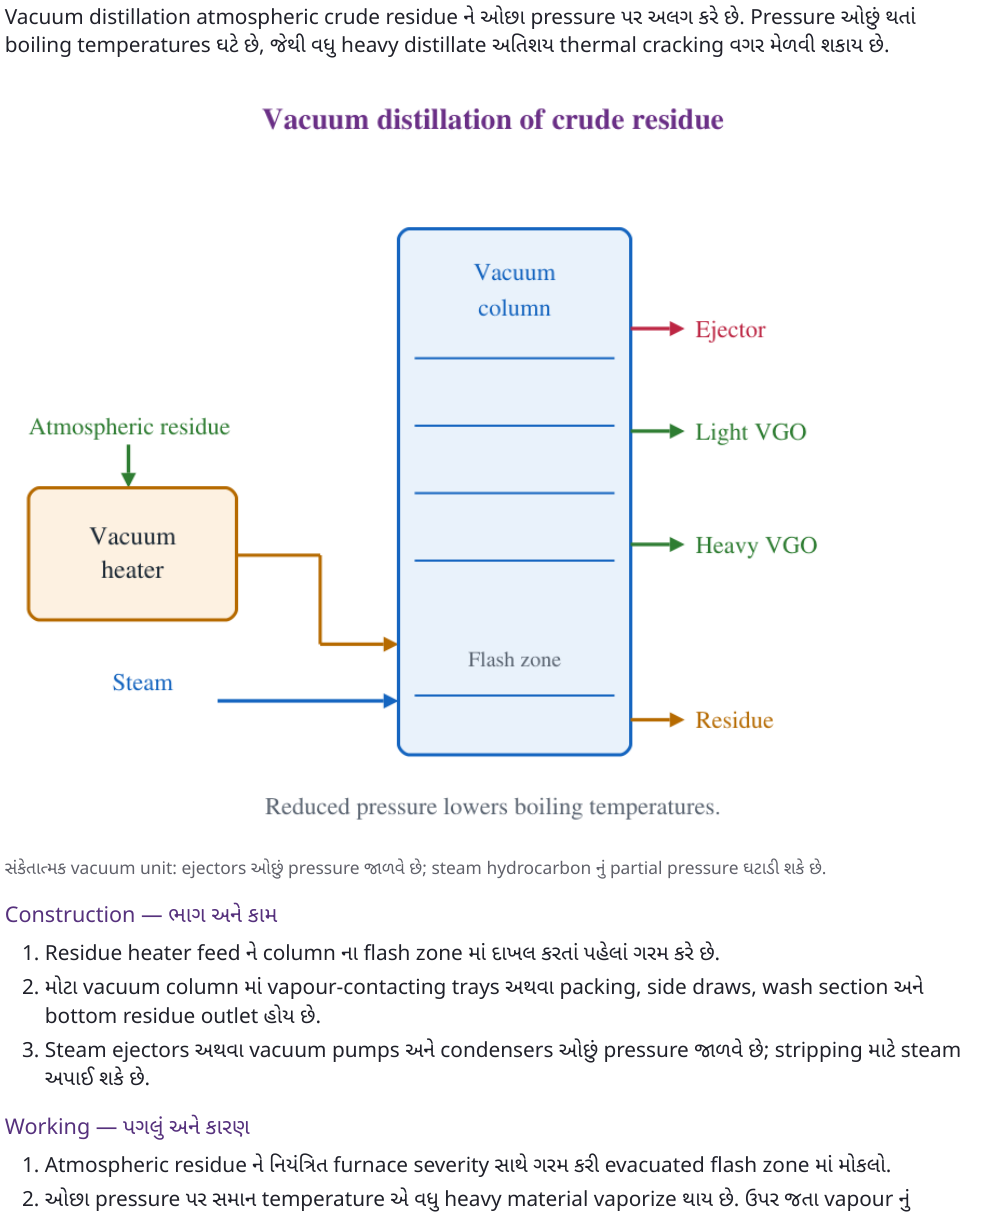 Vacuum distillation atmospheric crude residue ને ઓછા pressure પર અલગ કરે છે. Pressure ઓછું થતાં
boiling temperatures ઘટે છે, જેથી વધુ heavy distillate અતિશય thermal cracking વગર મેળવી શકાય છે.
Vacuum distillation of crude residue
Vacuum
column
Ejector
Atmospheric residue
Light VGO
Vacuum
heater
Heavy VGO
Flash zone
Steam
Residue
Reduced pressure lowers boiling temperatures.
સંકેતાત્મક vacuum unit: ejectors ઓછું pressure જાળવે છે; steam hydrocarbon નું partial pressure ઘટાડી શકે છે.
Construction — ભાગ અને કામ
1. Residue heater feed ને column ના flash zone માં દાખલ કરતાં પહેલાં ગરમ કરે છે.
2. મોટા vacuum column માં vapour-contacting trays અથવા packing, side draws, wash section અને
bottom residue outlet હોય છે.
3. Steam ejectors અથવા vacuum pumps અને condensers ઓછું pressure જાળવે છે; stripping માટે steam
અપાઈ શકે છે.
Working — પગલું અને કારણ
1. Atmospheric residue ને નિયંત્રિત furnace severity સાથે ગરમ કરી evacuated flash zone માં મોકલો.
2. ઓછા pressure પર સમાન temperature એ વધુ heavy material vaporize થાય છે. ઉપર જતા vapour નું